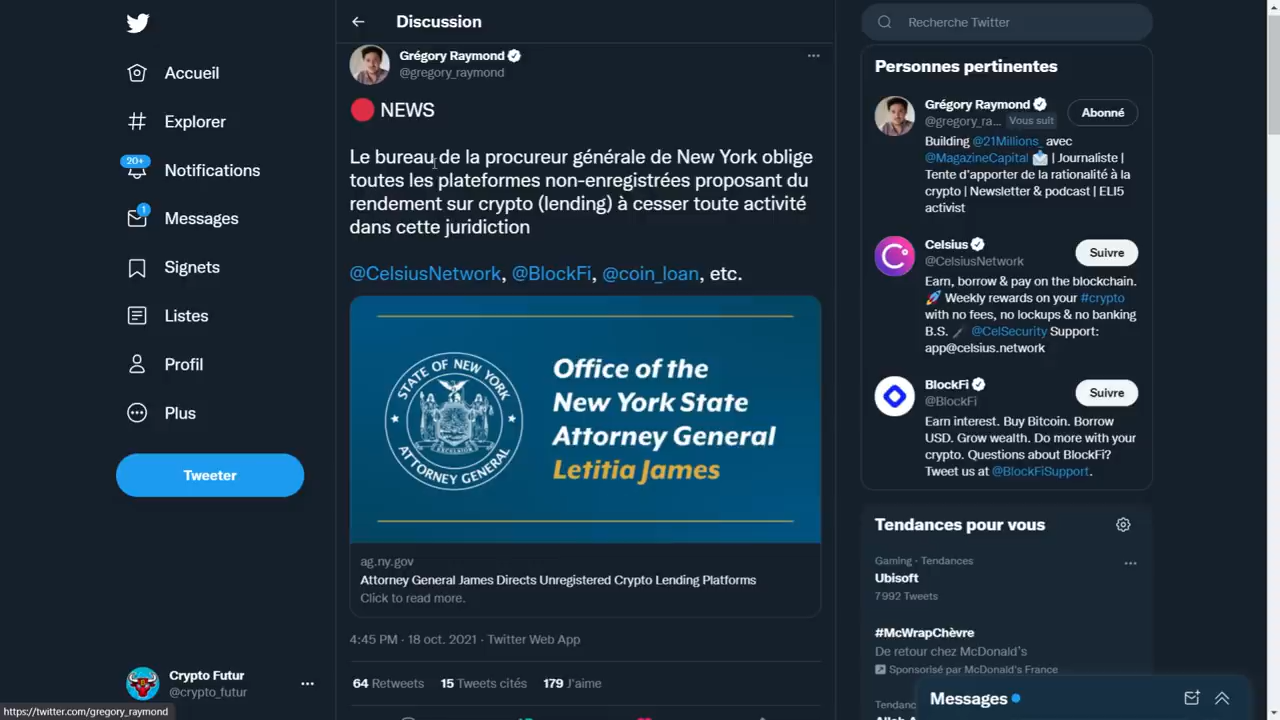 Discussion
Recherche Twitter
Accueil
Explorer
20+
Notifications
1
Messages
Signets
Listes
Profil
Plus
Tweeter
Crypto Futur
@crypto_futur
https://twitter.com/gregory_raymond
Grégory Raymond
@gregory_raymond
NEWS
Le bureau de la procureur générale de New York oblige
toutes les plateformes non-enregistrées proposant du
rendement sur crypto (lending) à cesser toute activité
dans cette juridiction
@CelsiusNetwork, @BlockFi, @coin_loan, etc.
STATE OF NEW YORK
EXCELSIOR
ATTORNEY GENERAL
Office of the
New York State
Attorney General
Letitia James
ag.ny.gov
Attorney General James Directs Unregistered Crypto Lending Platforms
Click to read more.
4:45 PM · 18 oct. 2021 · Twitter Web App
64 Retweets 15 Tweets cités 179 J'aime
Personnes pertinentes
Grégory Raymond
@gregory_ra... Vous suit
Abonné
Building @21Millions_ avec
@MagazineCapital | Journaliste |
Tente d'apporter de la rationalité à la
crypto | Newsletter & podcast | ELI5
activist
Celsius
@CelsiusNetwork
Suivre
Earn, borrow & pay on the blockchain.
Weekly rewards on your #crypto
with no fees, no lockups & no banking
B.S. @CelSecurity Support:
app@celsius.network
BlockFi
@BlockFi
Suivre
Earn interest. Buy Bitcoin. Borrow
USD. Grow wealth. Do more with your
crypto. Questions about BlockFi?
Tweet us at @BlockFiSupport.
Tendances pour vous
Gaming · Tendances
Ubisoft
7 992 Tweets
#McWrapChèvre
De retour chez McDonald's
Sponsorisé par McDonald's France
Messages